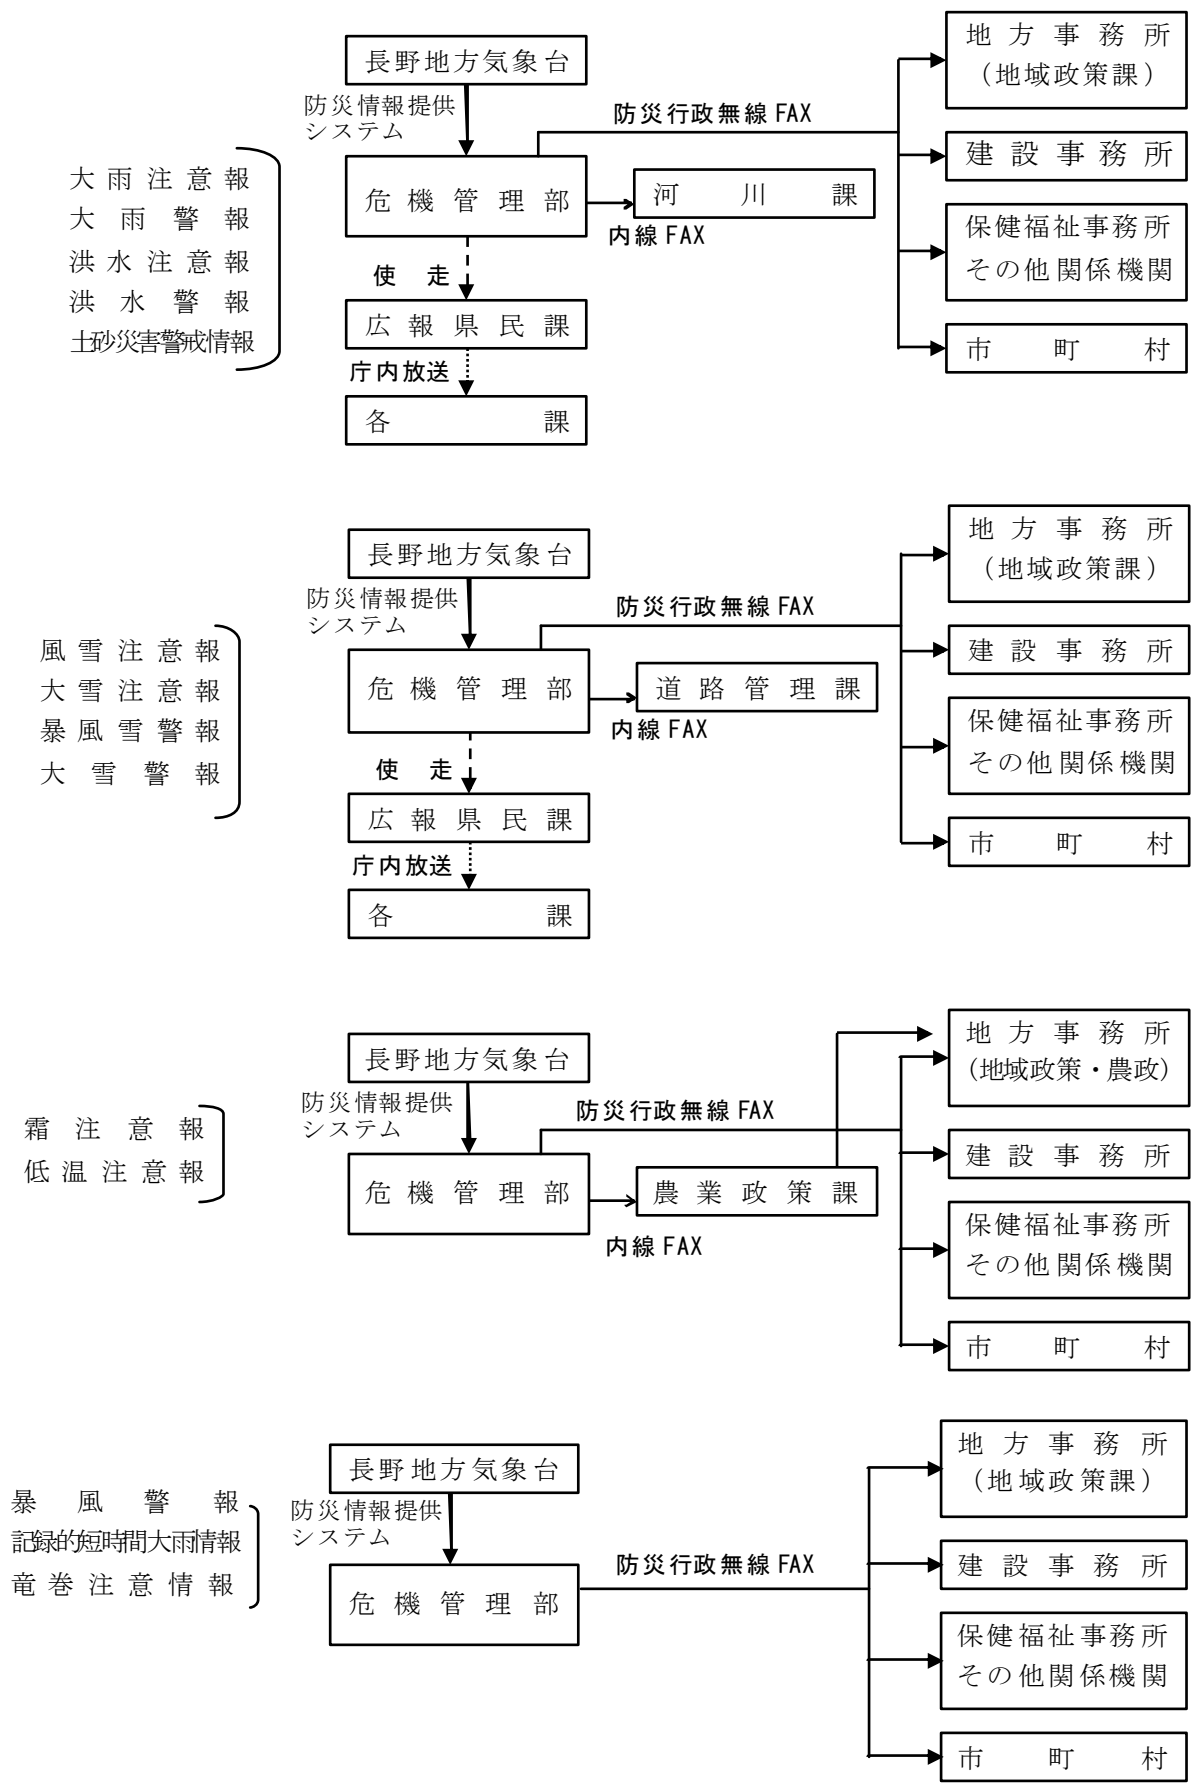 長野地方気象台
防災情報提供
システム
大雨注意報
大雨警報
洪水注意報
洪水警報
土砂災害警戒情報
危機管理部
防災行政無線 FAX
河川課
内線 FAX
使走
広報県民課
庁内放送
各課
地方事務所
（地域政策課）
建設事務所
保健福祉事務所
その他関係機関
市町村
長野地方気象台
防災情報提供
システム
風雪注意報
大雪注意報
暴風雪警報
大雪警報
危機管理部
防災行政無線 FAX
道路管理課
内線 FAX
使走
広報県民課
庁内放送
各課
地方事務所
（地域政策課）
建設事務所
保健福祉事務所
その他関係機関
市町村
長野地方気象台
防災情報提供
システム
霜注意報
低温注意報
危機管理部
防災行政無線 FAX
農業政策課
内線 FAX
地方事務所
（地域政策・農政）
建設事務所
保健福祉事務所
その他関係機関
市町村
長野地方気象台
防災情報提供
システム
暴風警報
記録的短時間大雨情報
竜巻注意情報
危機管理部
防災行政無線 FAX
地方事務所
（地域政策課）
建設事務所
保健福祉事務所
その他関係機関
市町村